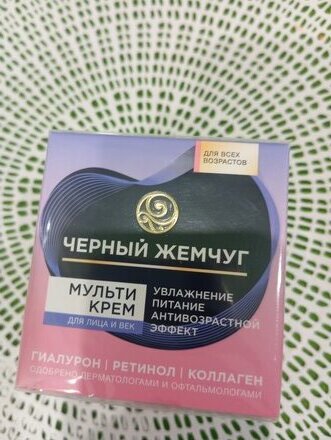 ДЛЯ ВСЕХ
ВОЗРАСТОВ
ЧЕРНЫЙ ЖЕМЧУГ
МУЛЬТИ
КРЕМ
ДЛЯ ЛИЦА И ВЕК
УВЛАЖНЕНИЕ
ПИТАНИЕ
АНТИВОЗРАСТНОЙ
ЭФФЕКТ
ГИАЛУРОН | РЕТИНОЛ | КОЛЛАГЕН
ОДОБРЕНО ДЕРМАТОЛОГАМИ И ОФТАЛЬМОЛОГАМИ